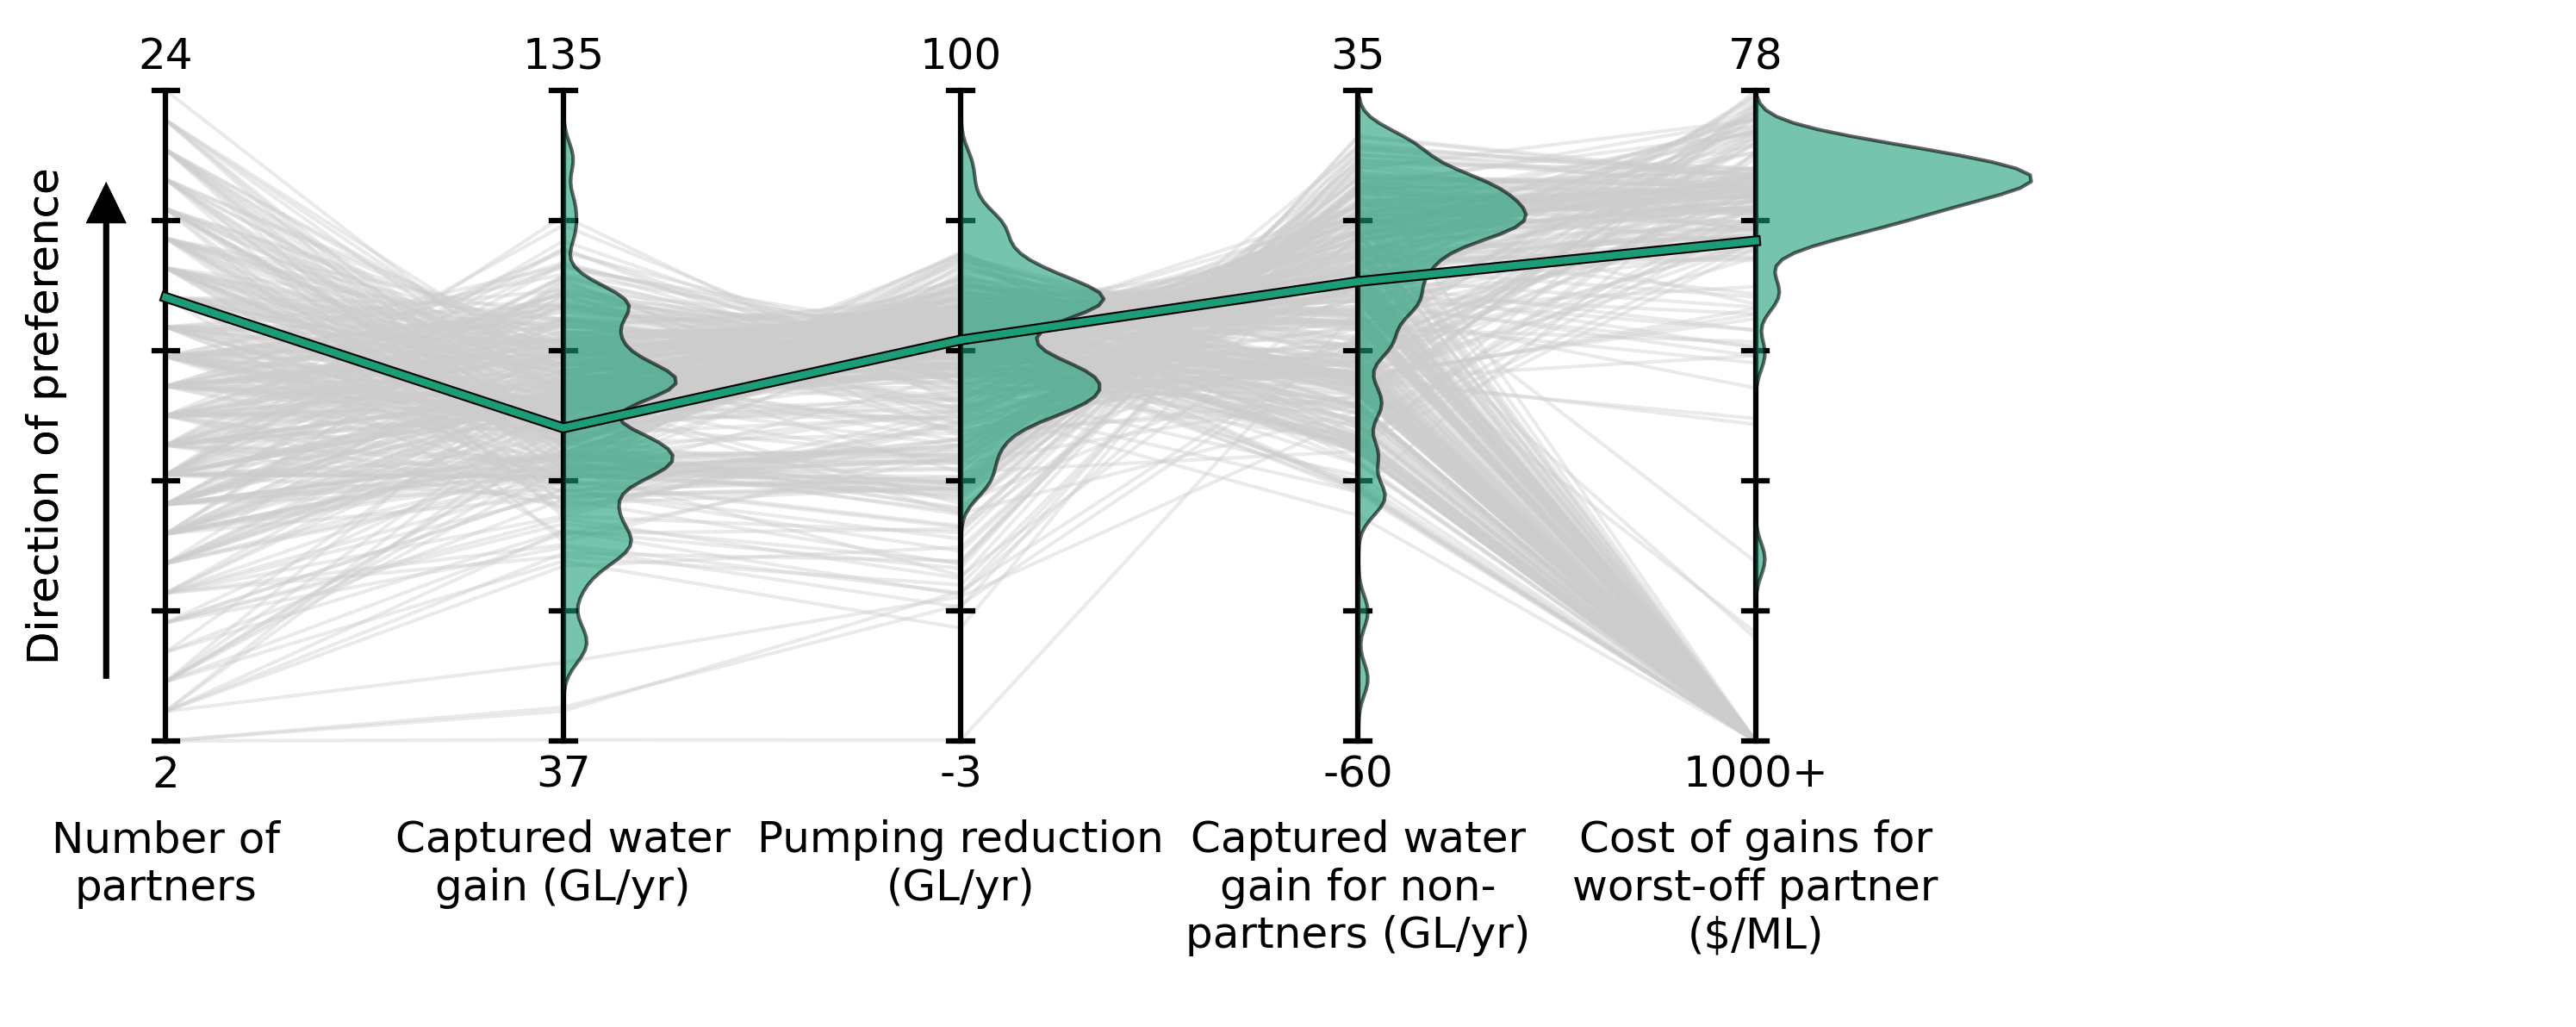 24
135
100
35
78
Direction of preference
2
37
-3
-60
1000+
Number of
partners
Captured water
gain (GL/yr)
Pumping reduction
(GL/yr)
Captured water
gain for non-
partners (GL/yr)
Cost of gains for
worst-off partner
($/ML)